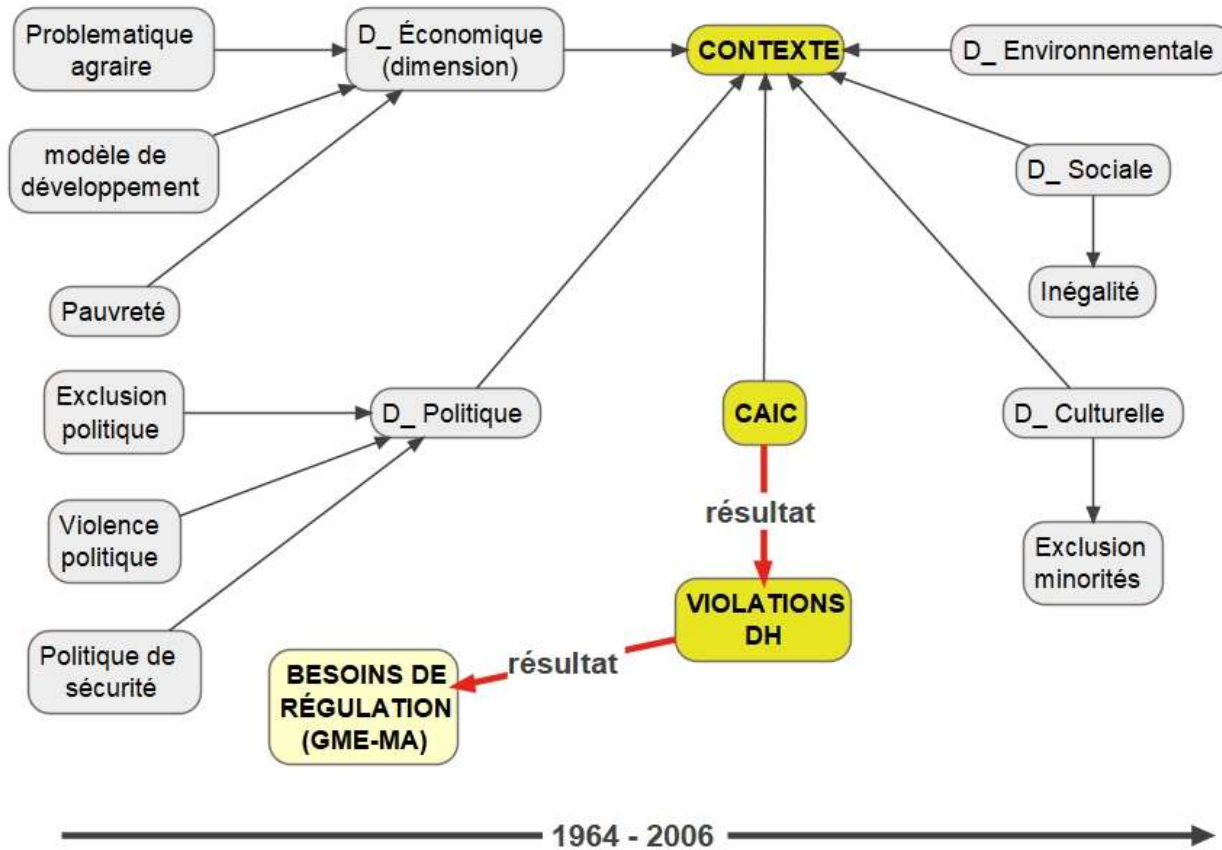 Problematique
agraire
D_ Économique
(dimension)
CONTEXTE
D_ Environnementale
modèle de
développement
D_ Sociale
Pauvreté
Inégalité
Exclusion
politique
D_ Politique
CAIC
D_ Culturelle
résultat
Violence
politique
Exclusion
minorités
VIOLATIONS
DH
Politique de
sécurité
résultat
BESOINS DE
RÉGULATION
(GME-MA)
1964 - 2006